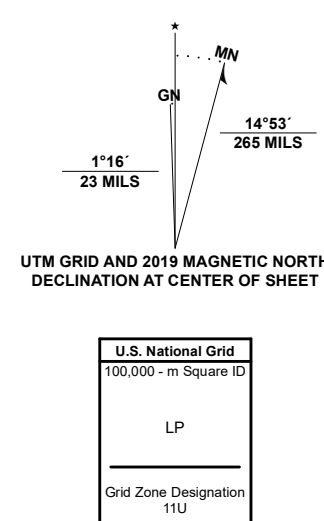 ★
MN
GN
14°53´
265 MILS
1°16´
23 MILS
UTM GRID AND 2019 MAGNETIC NORTH
DECLINATION AT CENTER OF SHEET
U.S. National Grid
100,000 - m Square ID
LP
Grid Zone Designation
11U